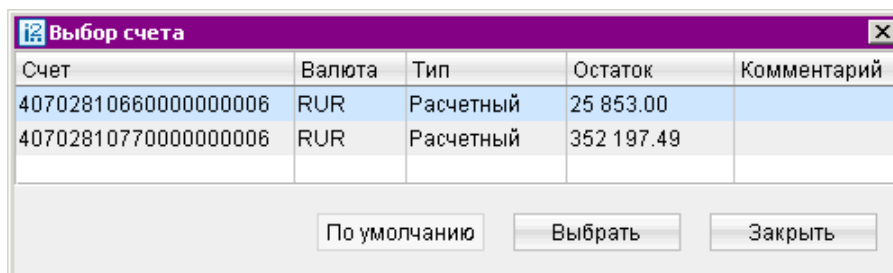 Выбор счета
Счет Валюта Тип Остаток Комментарий
40702810660000000006 RUR Расчетный 25 853.00
40702810770000000006 RUR Расчетный 352 197.49
По умолчанию Выбрать Закрыть